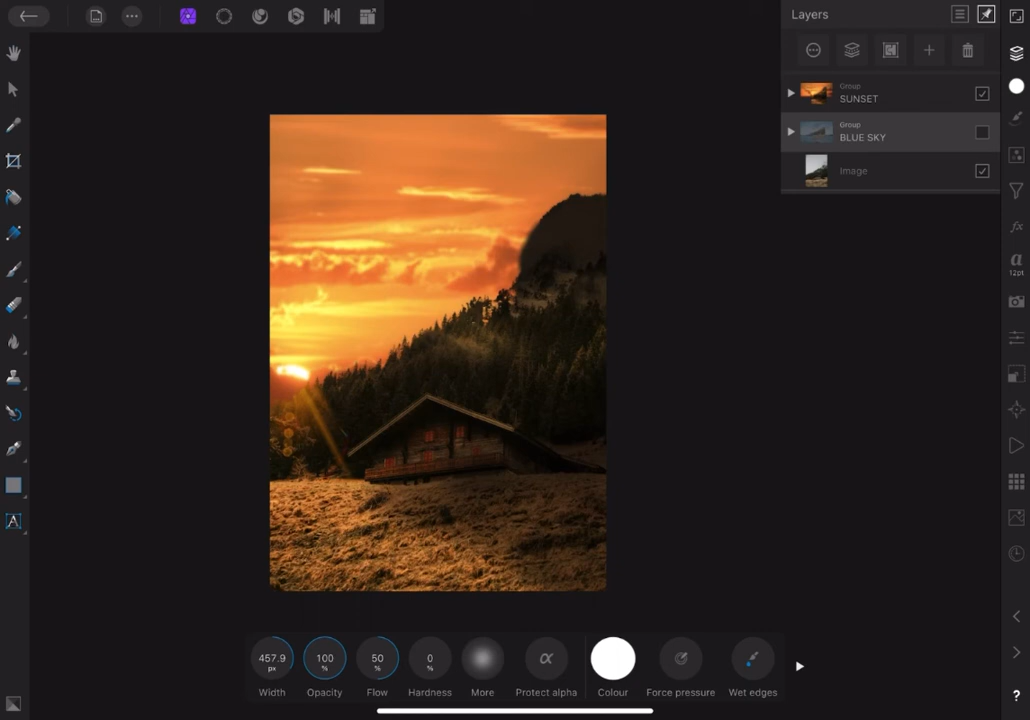 Layers
Group
SUNSET
Group
BLUE SKY
Image
a
12pt
A
457.9
px
100
%
50
%
0
%
α
Width
Opacity
Flow
Hardness
More
Protect alpha
Colour
Force pressure
Wet edges
?